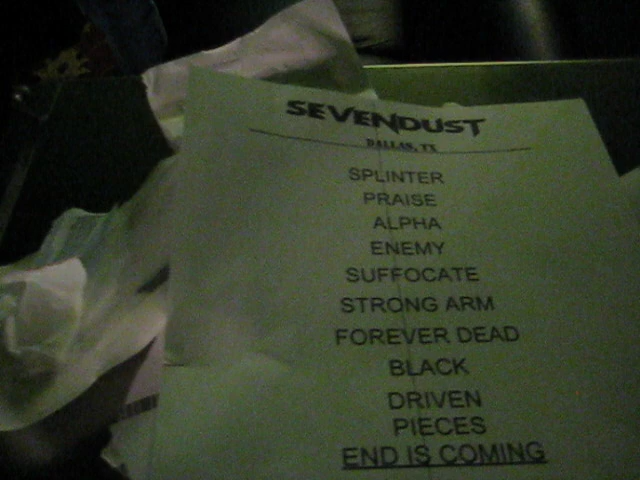 SEVENDUST
DALLAS, TX
SPLINTER
PRAISE
ALPHA
ENEMY
SUFFOCATE
STRONG ARM
FOREVER DEAD
BLACK
DRIVEN
PIECES
END IS COMING